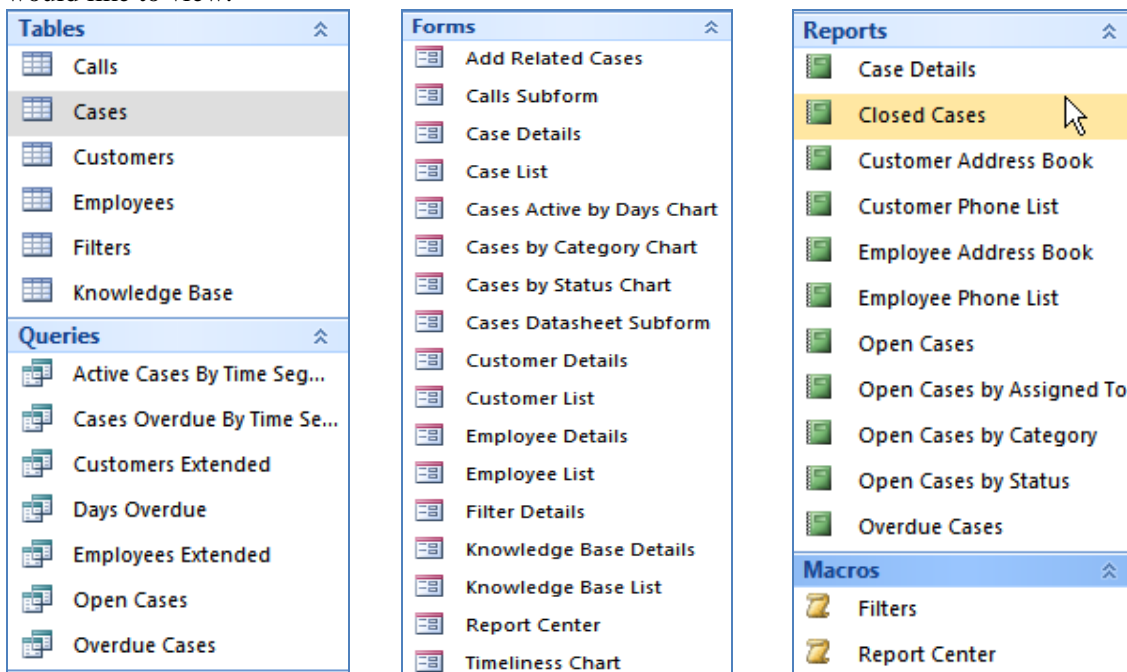 would like to view.
Tables
Calls
Cases
Customers
Employees
Filters
Knowledge Base
Queries
Active Cases By Time Seg...
Cases Overdue By Time Se...
Customers Extended
Days Overdue
Employees Extended
Open Cases
Overdue Cases
Forms
Add Related Cases
Calls Subform
Case Details
Case List
Cases Active by Days Chart
Cases by Category Chart
Cases by Status Chart
Cases Datasheet Subform
Customer Details
Customer List
Employee Details
Employee List
Filter Details
Knowledge Base Details
Knowledge Base List
Report Center
Timeliness Chart
Reports
Case Details
Closed Cases
Customer Address Book
Customer Phone List
Employee Address Book
Employee Phone List
Open Cases
Open Cases by Assigned To
Open Cases by Category
Open Cases by Status
Overdue Cases
Macros
Filters
Report Center